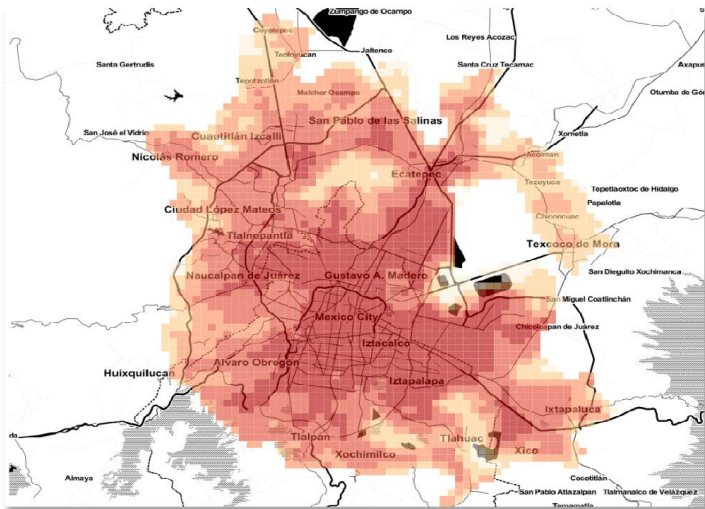 Zumpango de Ocampo
Coyotepec
Teoloyucan
Jaltenco
Los Reyes Acozac
Santa Gertrudis
Santa Cruz Tecamac
Axapus
Tepotzotlán
Melchor Ocampo
Otumba de Gó
San Pablo de las Salinas
San José el Vidrio
Cuautitlán Izcalli
Xometla
Nicolás Romero
Acolman
Ecatepec
Tezoyuca
Tepetlaoxtoc de Hidalgo
Papalotla
Ciudad López Mateos
Chiconcuac
Tlalnepantla
Texcoco de Mora
Naucalpan de Juárez
Gustavo A. Madero
San Dieguito Xochimanca
San Miguel Coatlinchán
Mexico City
Chicoloapan de Juárez
Iztacalco
Alvaro Obregón
Huixquilucan
Iztapalapa
Ixtapaluca
da
Tlalpan
Tlahuac
Xochimilco
Xico
Almaya
Cocotitlán
San Pablo Atlazalpan
Tlalmanalco de Velázquez
Temamatla